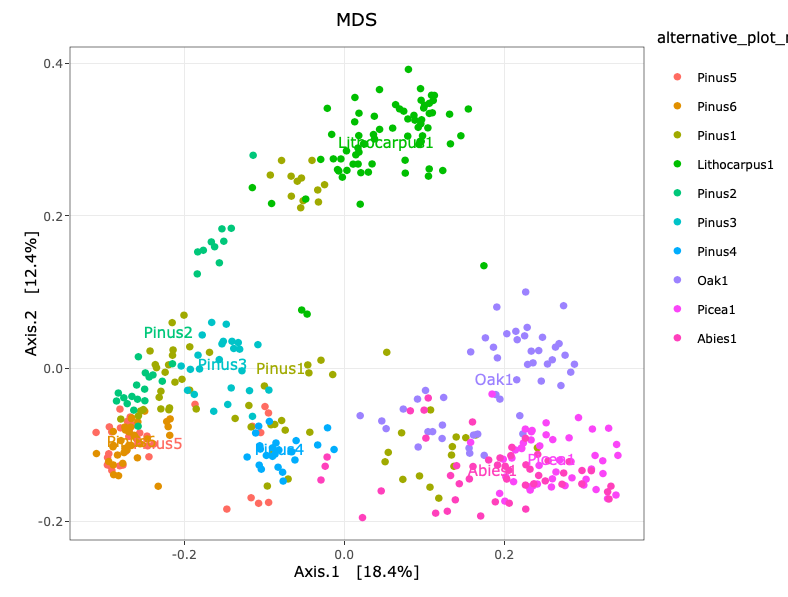 MDS
alternative_plot_r
Pinus5
Pinus6
Pinus1
Lithocarpus1
Pinus2
Pinus3
Pinus4
Oak1
Picea1
Abies1
0.4
0.2
0.0
-0.2
Axis.2 [12.4%]
Lithocarpus1
Pinus2
Pinus3
Pinus1
Oak1
Pinus6
Pinus5
Pinus4
Picea1
Abies1
-0.2
0.0
0.2
Axis.1 [18.4%]